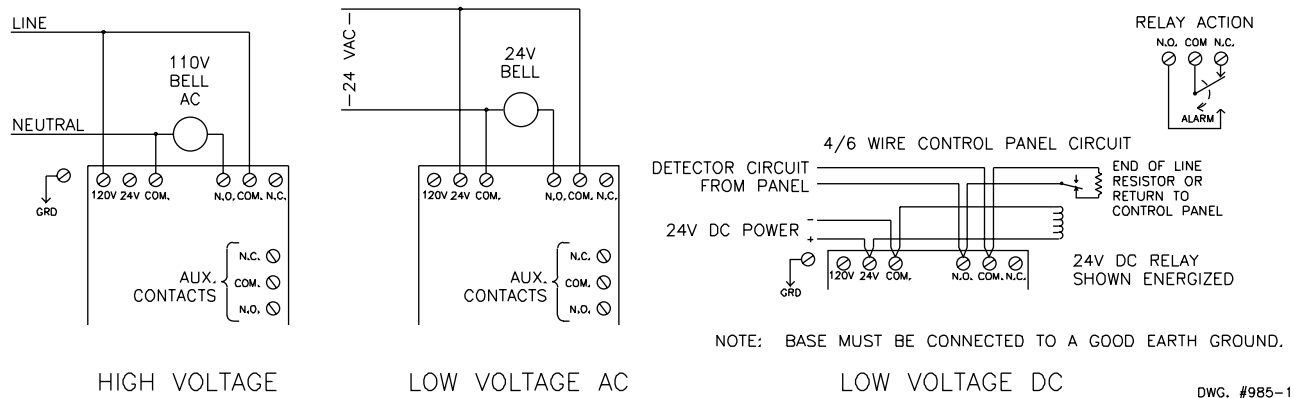 LINE
110V
BELL
AC
NEUTRAL
GRD
120V 24V COM. N.O. COM. N.C.
N.C.
AUX. COM.
CONTACTS
N.O.
HIGH VOLTAGE
24 VAC
24V
BELL
120V 24V COM. N.O. COM. N.C.
N.C.
AUX. COM.
CONTACTS
N.O.
LOW VOLTAGE AC
RELAY ACTION
N.O. COM N.C.
ALARM
4/6 WIRE CONTROL PANEL CIRCUIT
DETECTOR CIRCUIT
FROM PANEL
END OF LINE
RESISTOR OR
RETURN TO
CONTROL PANEL
-
24V DC POWER
+
GRD
120V 24V COM. N.O. COM. N.C.
24V DC RELAY
SHOWN ENERGIZED
NOTE: BASE MUST BE CONNECTED TO A GOOD EARTH GROUND.
LOW VOLTAGE DC
DWG. #985-1